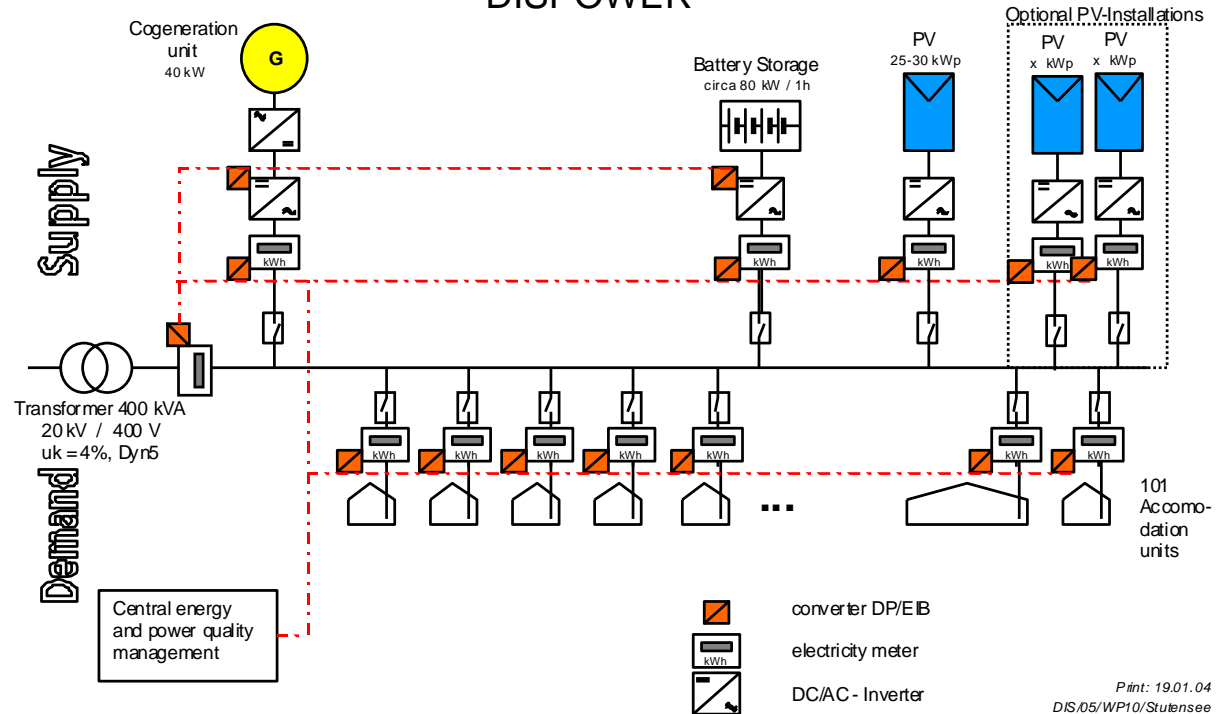 DISPOWER
Optional PV-Installations
Cogeneration
unit
40 kW
G
Battery Storage
circa 80 kW / 1h
PV
25-30 kWp
PV
x kWp
PV
x kWp
Supply
kWh
kWh
kWh
kWh
kWh
Transformer 400 kVA
20 kV / 400 V
uk = 4%, Dyn5
kWh
kWh
kWh
kWh
kWh
kWh
kWh
...
Demand
101
Accomo-
dation
units
Central energy
and power quality
management
converter DP/EIB
kWh
electricity meter
DC/AC - Inverter
Print: 19.01.04
DIS/05/WP10/Stutensee